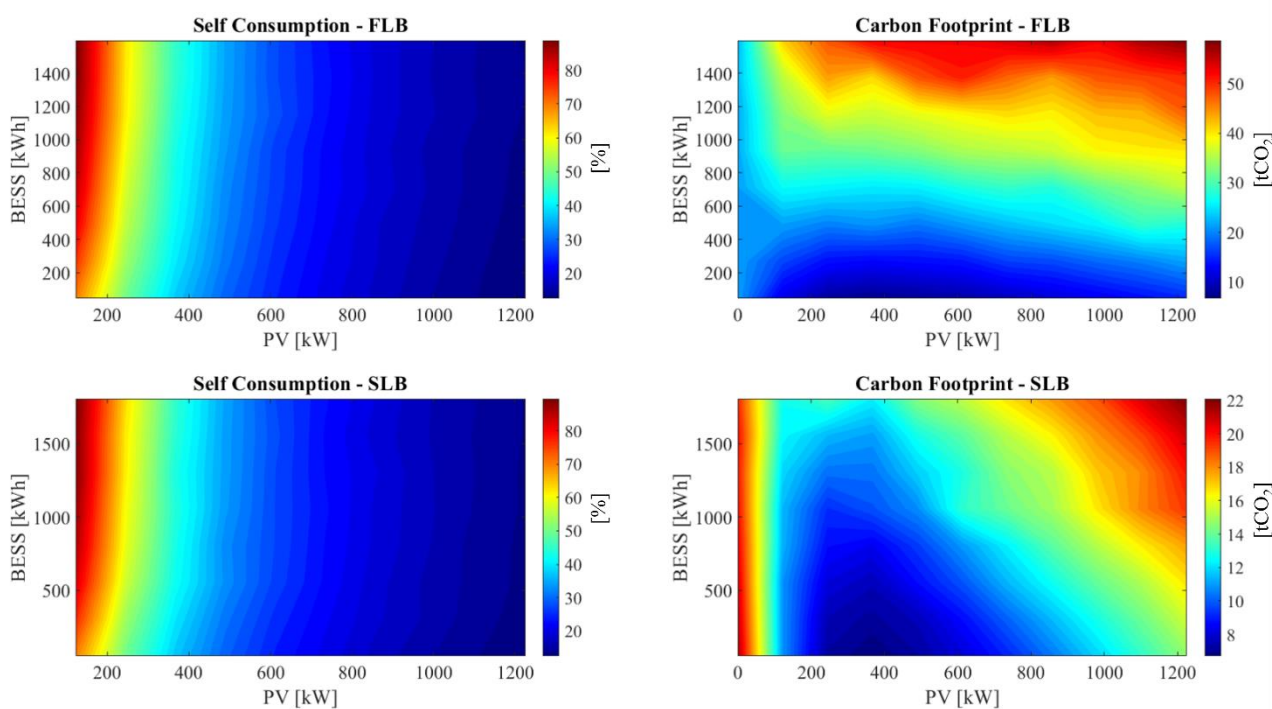 Self Consumption - FLB
1400
1200
1000
800
600
400
200
BESS [kWh]
200 400 600 800 1000 1200
PV [kW]
80
70
60
50
40
30
20
[%]
Carbon Footprint - FLB
1400
1200
1000
800
600
400
200
BESS [kWh]
0 200 400 600 800 1000 1200
PV [kW]
50
40
30
20
10
[tCO₂]
Self Consumption - SLB
1500
1000
500
BESS [kWh]
200 400 600 800 1000 1200
PV [kW]
80
70
60
50
40
30
20
[%]
Carbon Footprint - SLB
1500
1000
500
BESS [kWh]
0 200 400 600 800 1000 1200
PV [kW]
22
20
18
16
14
12
10
8
[tCO₂]